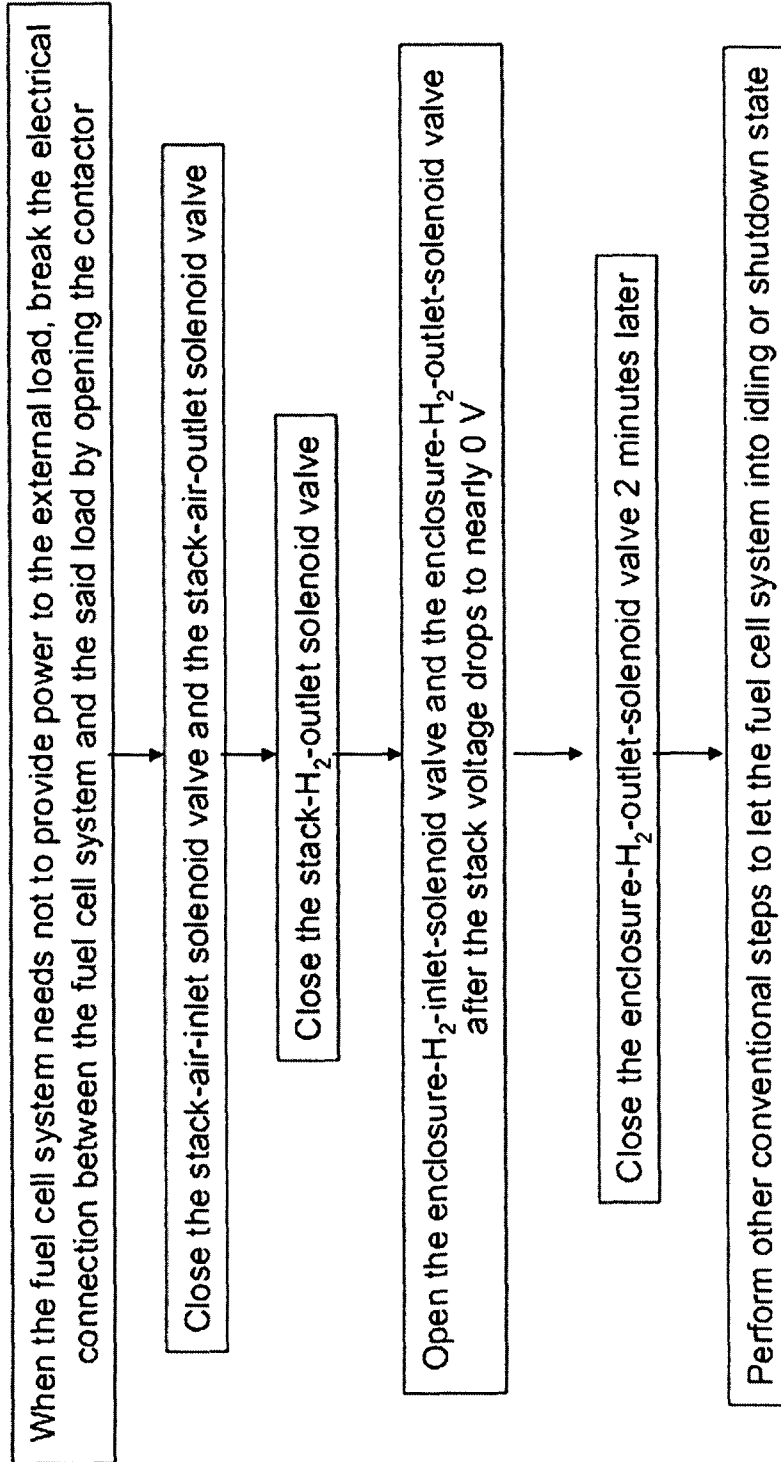 When the fuel cell system needs not to provide power to the external load, break the electrical
connection between the fuel cell system and the said load by opening the contactor
Close the stack-air-inlet solenoid valve and the stack-air-outlet solenoid valve
Close the stack-H₂-outlet solenoid valve
Open the enclosure-H₂-inlet-solenoid valve and the enclosure-H₂-outlet-solenoid valve
after the stack voltage drops to nearly 0 V
Close the enclosure-H₂-outlet-solenoid valve 2 minutes later
Perform other conventional steps to let the fuel cell system into idling or shutdown state